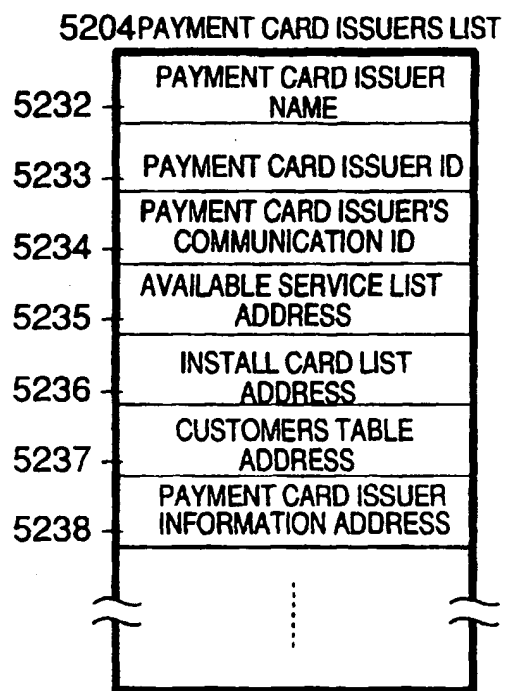 5204 PAYMENT CARD ISSUERS LIST
5232
PAYMENT CARD ISSUER
NAME
5233
PAYMENT CARD ISSUER ID
5234
PAYMENT CARD ISSUER'S
COMMUNICATION ID
5235
AVAILABLE SERVICE LIST
ADDRESS
5236
INSTALL CARD LIST
ADDRESS
5237
CUSTOMERS TABLE
ADDRESS
5238
PAYMENT CARD ISSUER
INFORMATION ADDRESS